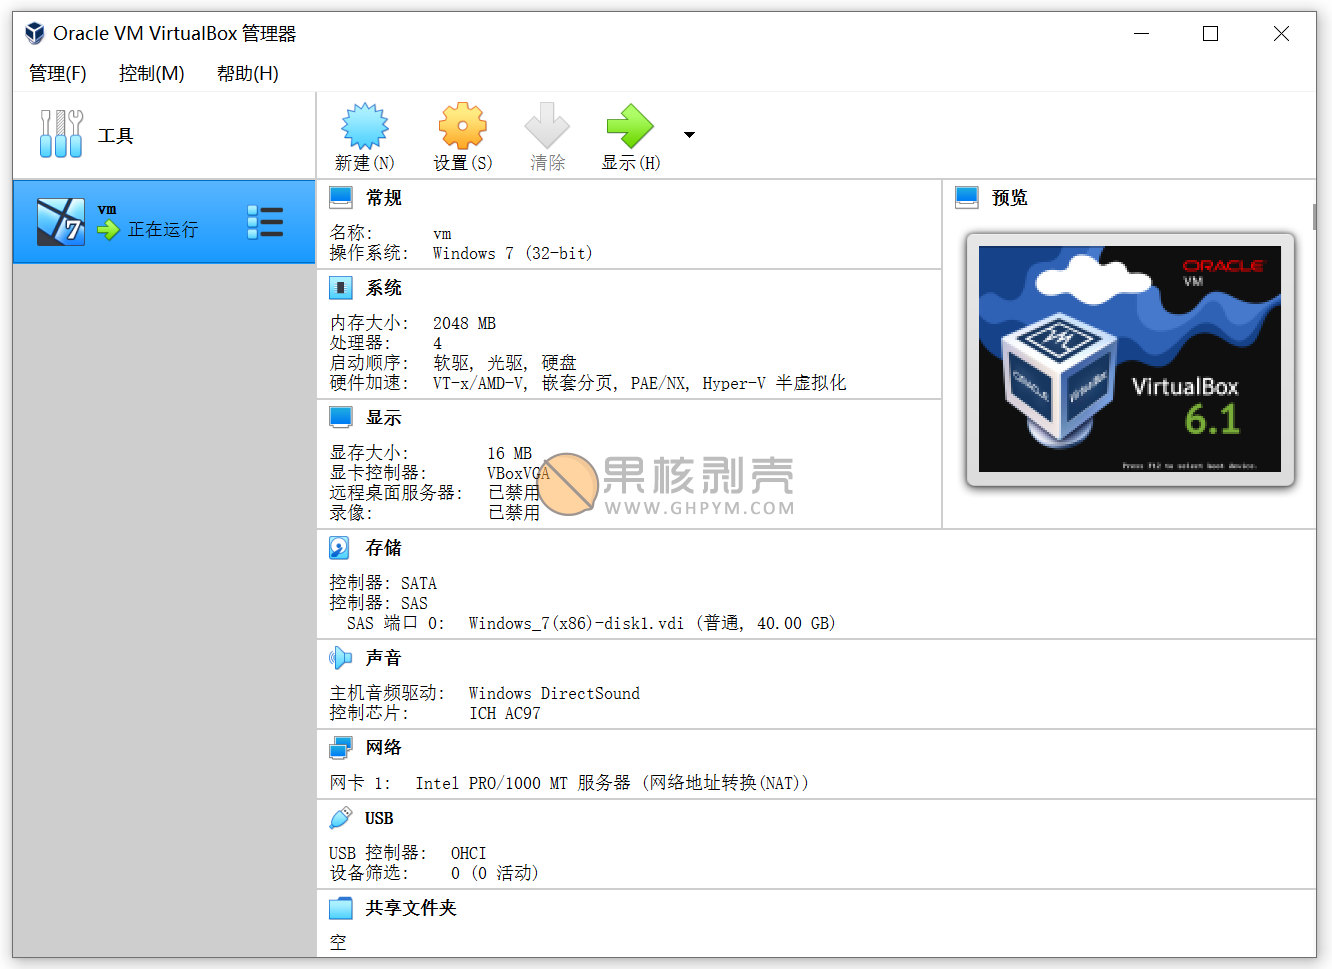 Oracle VM VirtualBox 管理器
管理(F) 控制(M) 帮助(H)
工具
新建(N) 设置(S) 清除 显示(H)
vm
正在运行
常规
名称: vm
操作系统: Windows 7 (32-bit)
系统
内存大小: 2048 MB
处理器: 4
启动顺序: 软驱, 光驱, 硬盘
硬件加速: VT-x/AMD-V, 嵌套分页, PAE/NX, Hyper-V 半虚拟化
显示
显存大小: 16 MB
显卡控制器: VBoxVGA
远程桌面服务器: 已禁用
录像: 已禁用
果核剥壳
WWW.GHPYM.COM
预览
ORACLE
VM
VM
ORACLE
VirtualBox
VirtualBox
6.1
Press F12 to select boot device.
存储
控制器: SATA
控制器: SAS
SAS 端口 0: Windows_7(x86)-disk1.vdi (普通, 40.00 GB)
声音
主机音频驱动: Windows DirectSound
控制芯片: ICH AC97
网络
网卡 1: Intel PRO/1000 MT 服务器 (网络地址转换(NAT))
USB
USB 控制器: OHCI
设备筛选: 0 (0 活动)
共享文件夹
空